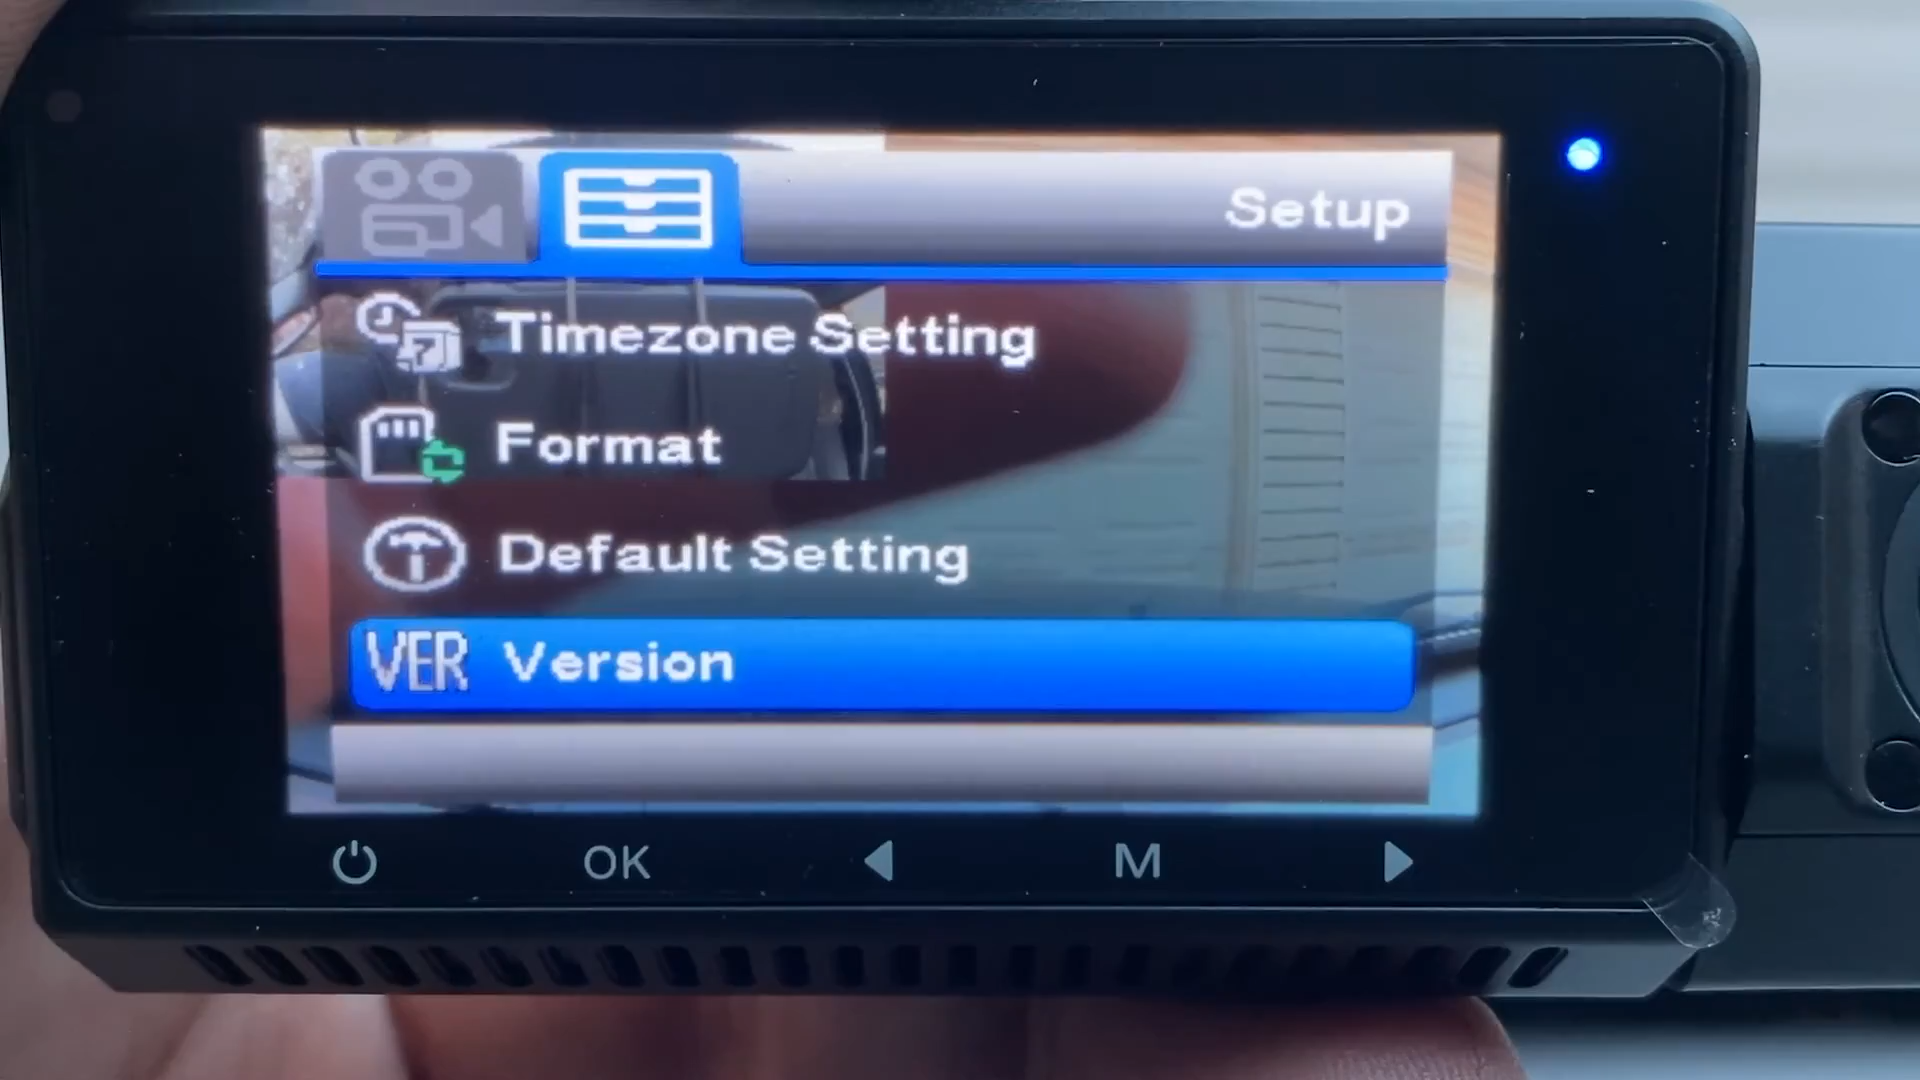 Setup
Timezone Setting
Format
Default Setting
VER Version
OK M